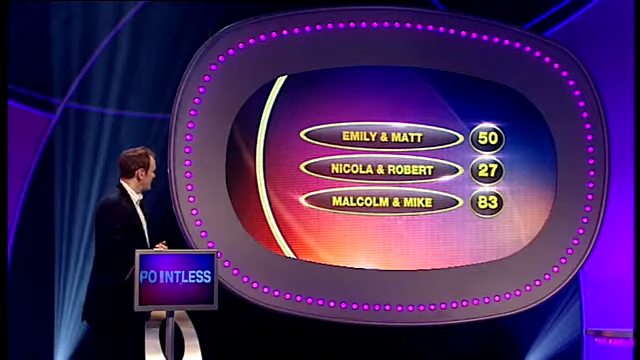 EMILY & MATT 50
NICOLA & ROBERT 27
MALCOLM & MIKE 83
POINTLESS